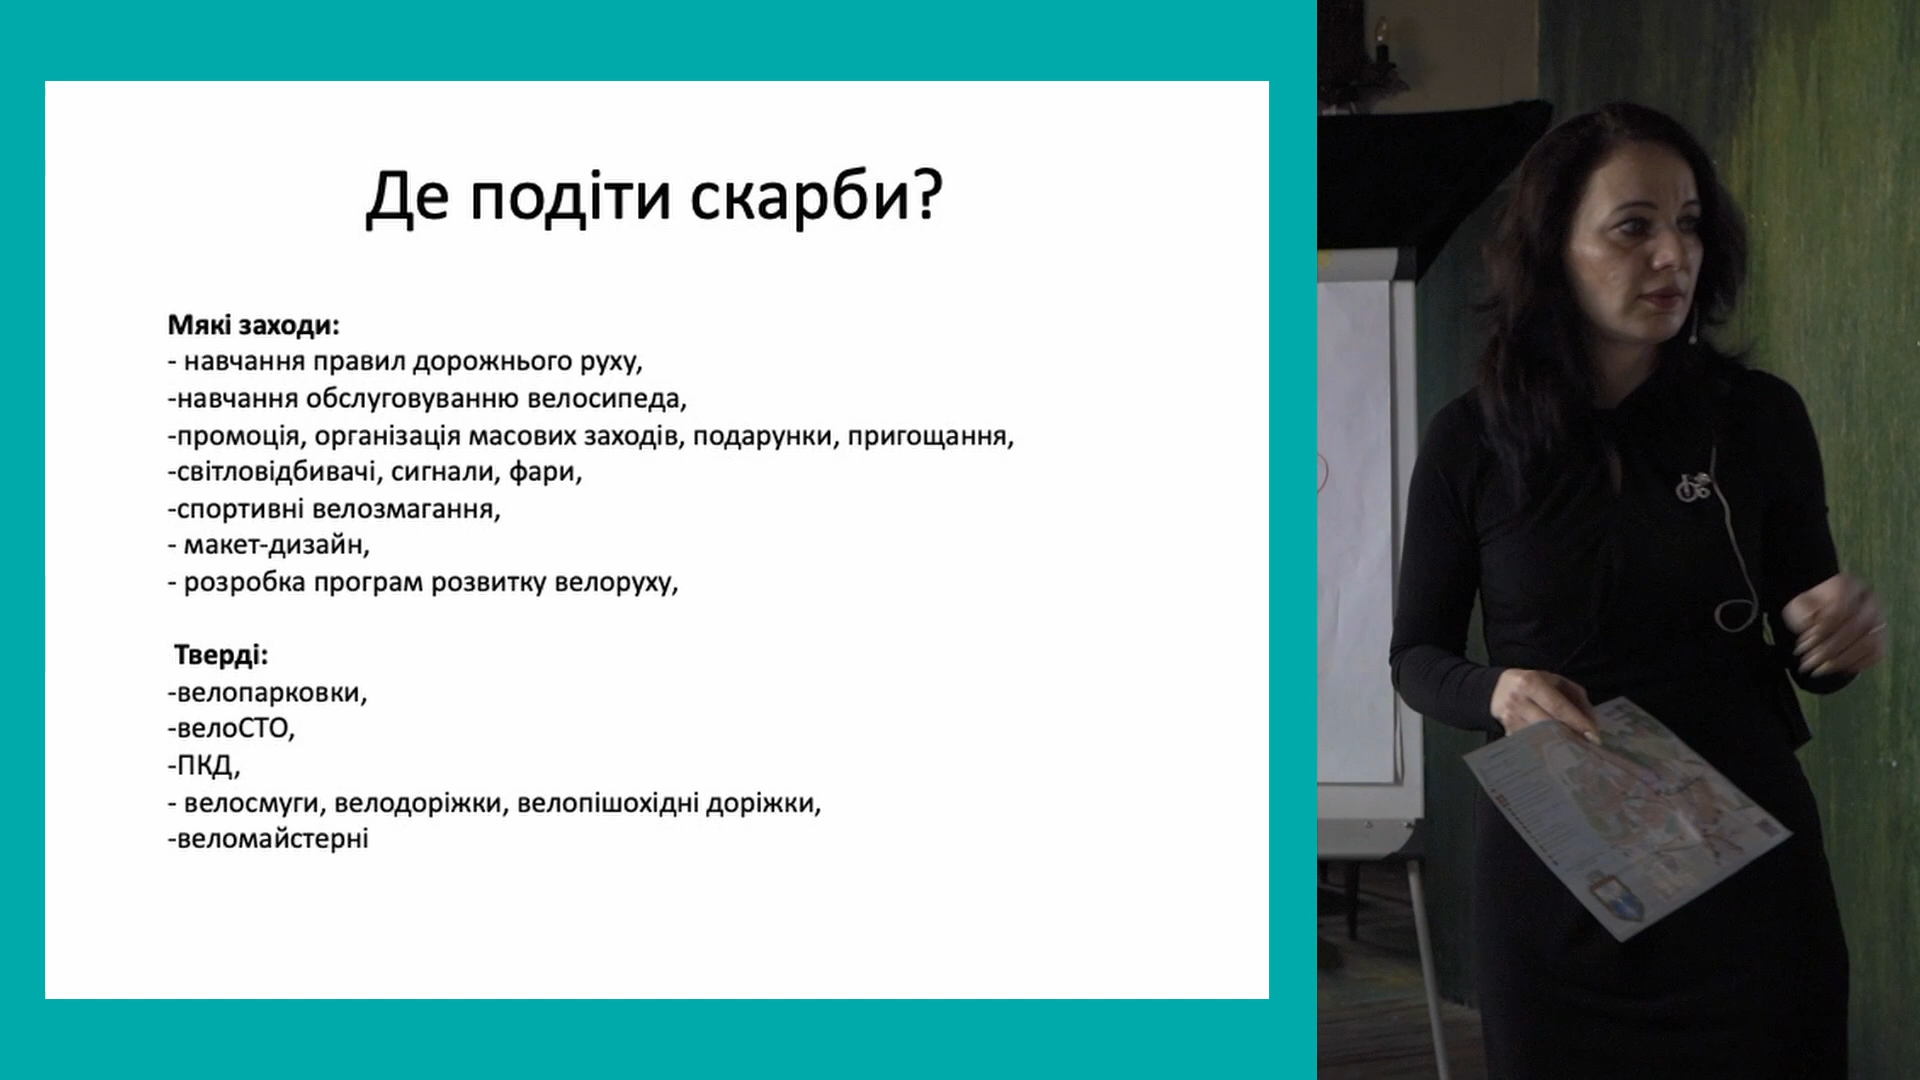 Де подіти скарби?
Мякі заходи:
- навчання правил дорожнього руху,
-навчання обслуговуванню велосипеда,
-промоція, організація масових заходів, подарунки, пригощання,
-світловідбивачі, сигнали, фари,
-спортивні велозмагання,
- макет-дизайн,
- розробка програм розвитку велоруху,
Тверді:
-велопарковки,
-велоСТО,
-ПКД,
- велосмуги, велодоріжки, велопішохідні доріжки,
-веломайстерні